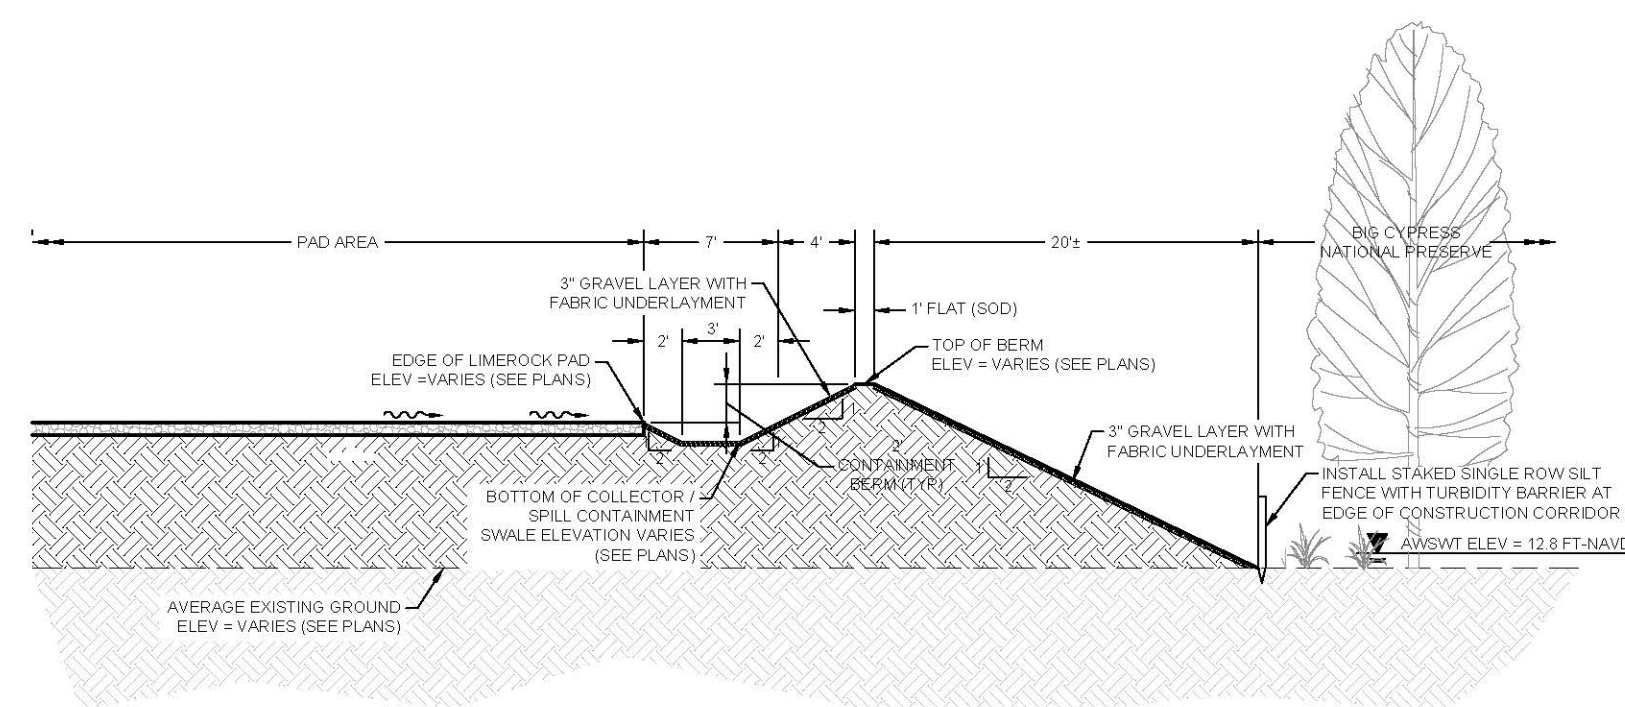 PAD AREA
7'
4'
20'±
BIG CYPRESS
NATIONAL PRESERVE
3" GRAVEL LAYER WITH
FABRIC UNDERLAYMENT
1' FLAT (SOD)
2'
3'
2'
EDGE OF LIMEROCK PAD
ELEV =VARIES (SEE PLANS)
TOP OF BERM
ELEV = VARIES (SEE PLANS)
2
2
2
2'
3" GRAVEL LAYER WITH
FABRIC UNDERLAYMENT
CONTAINMENT
BERM (TYP)
1'
2'
INSTALL STAKED SINGLE ROW SILT
FENCE WITH TURBIDITY BARRIER AT
EDGE OF CONSTRUCTION CORRIDOR
BOTTOM OF COLLECTOR /
SPILL CONTAINMENT
SWALE ELEVATION VARIES
(SEE PLANS)
AWSWT ELEV = 12.8 FT-NAVD
AVERAGE EXISTING GROUND
ELEV = VARIES (SEE PLANS)